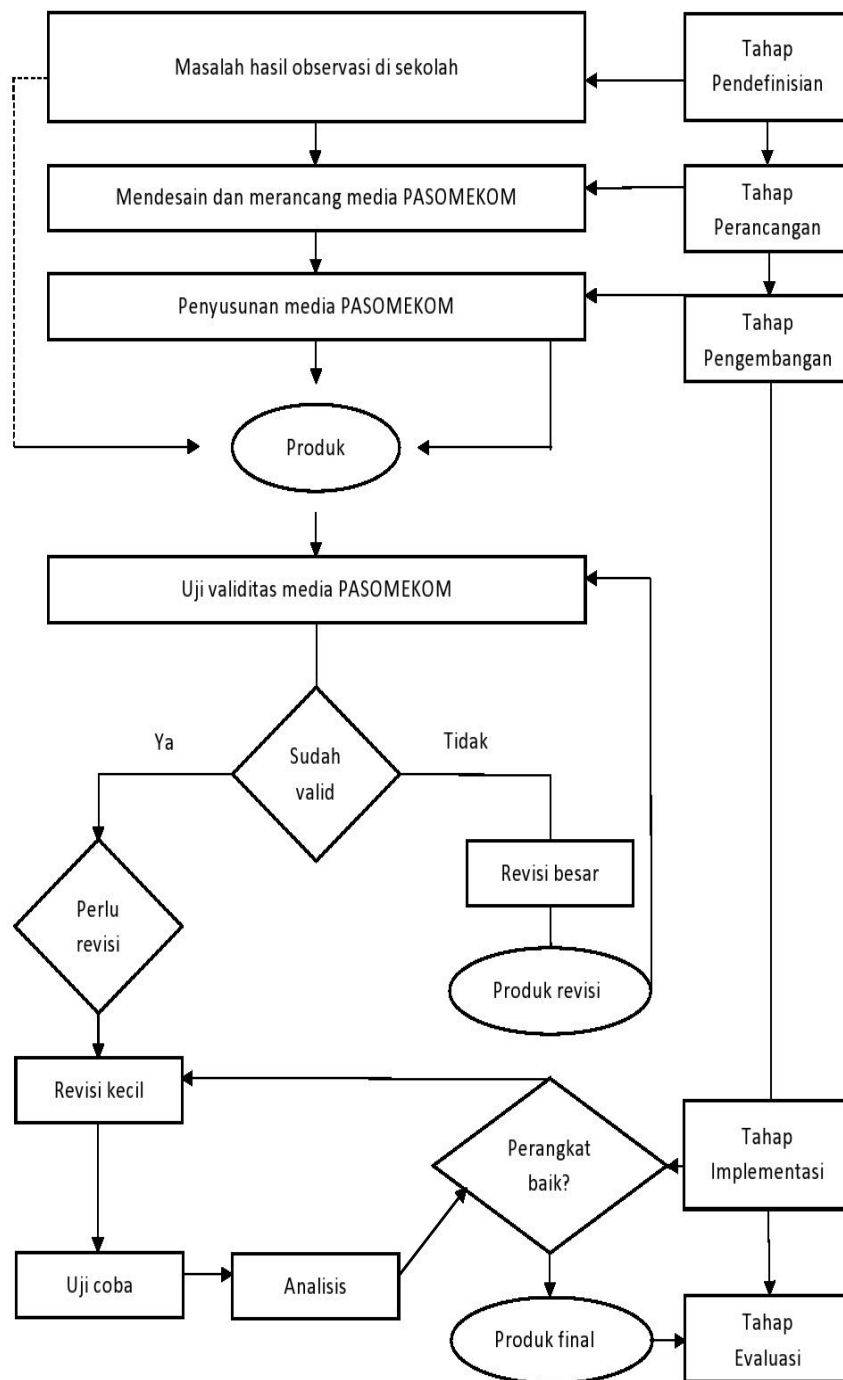 Masalah hasil observasi di sekolah
Tahap
Pendefinisian
Mendesain dan merancang media PASOMEKOM
Tahap
Perancangan
Penyusunan media PASOMEKOM
Tahap
Pengembangan
Produk
Uji validitas media PASOMEKOM
Ya
Tidak
Sudah
valid
Revisi besar
Perlu
revisi
Produk revisi
Revisi kecil
Perangkat
baik?
Tahap
Implementasi
Uji coba
Analisis
Produk final
Tahap
Evaluasi